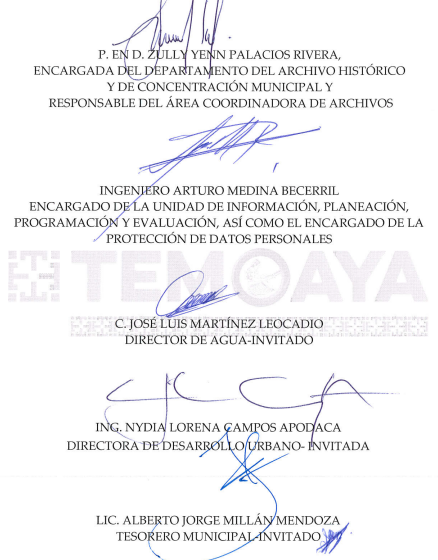 P. EN D. ZULLY YENN PALACIOS RIVERA,
ENCARGADA DEL DEPARTAMENTO DEL ARCHIVO HISTÓRICO
Y DE CONCENTRACIÓN MUNICIPAL Y
RESPONSABLE DEL ÁREA COORDINADORA DE ARCHIVOS
INGENIERO ARTURO MEDINA BECERRIL
ENCARGADO DE LA UNIDAD DE INFORMACIÓN, PLANEACIÓN,
PROGRAMACIÓN Y EVALUACIÓN, ASÍ COMO EL ENCARGADO DE LA
PROTECCIÓN DE DATOS PERSONALES
TEMOAYA
C. JOSÉ LUIS MARTÍNEZ LEOCADIO
DIRECTOR DE AGUA-INVITADO
ING. NYDIA LORENA CAMPOS APODACA
DIRECTORA DE DESARROLLO URBANO- INVITADA
LIC. ALBERTO JORGE MILLÁN MENDOZA
TESORERO MUNICIPAL-INVITADO